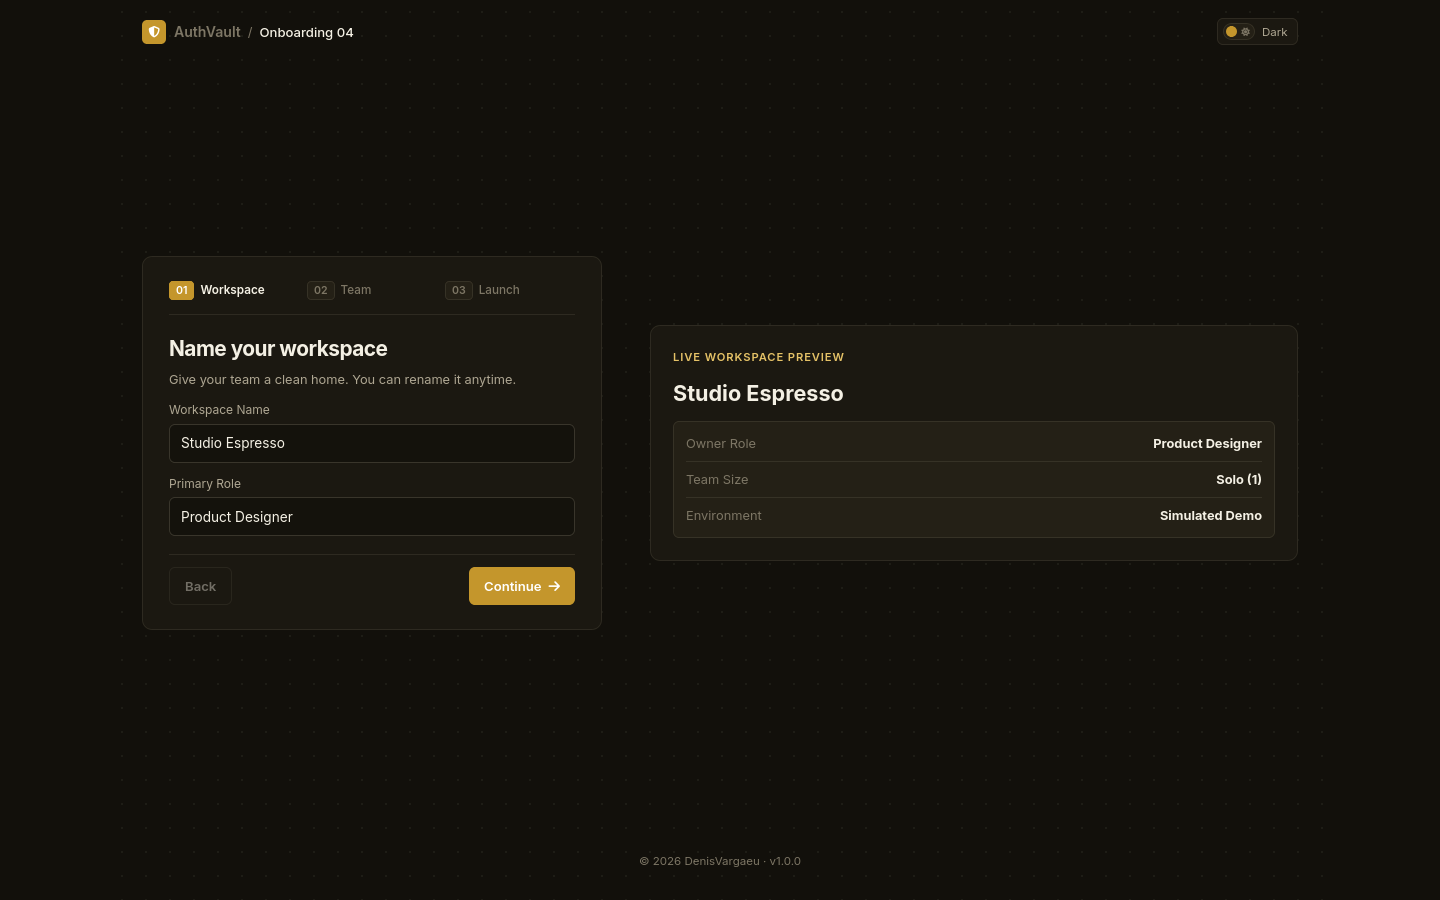 AuthVault / Onboarding 04
Dark
01 Workspace
02 Team
03 Launch
Name your workspace
Give your team a clean home. You can rename it anytime.
Workspace Name
Studio Espresso
Primary Role
Product Designer
Back
Continue →
LIVE WORKSPACE PREVIEW
Studio Espresso
Owner Role Product Designer
Team Size Solo (1)
Environment Simulated Demo
© 2026 DenisVargaeu · v1.0.0